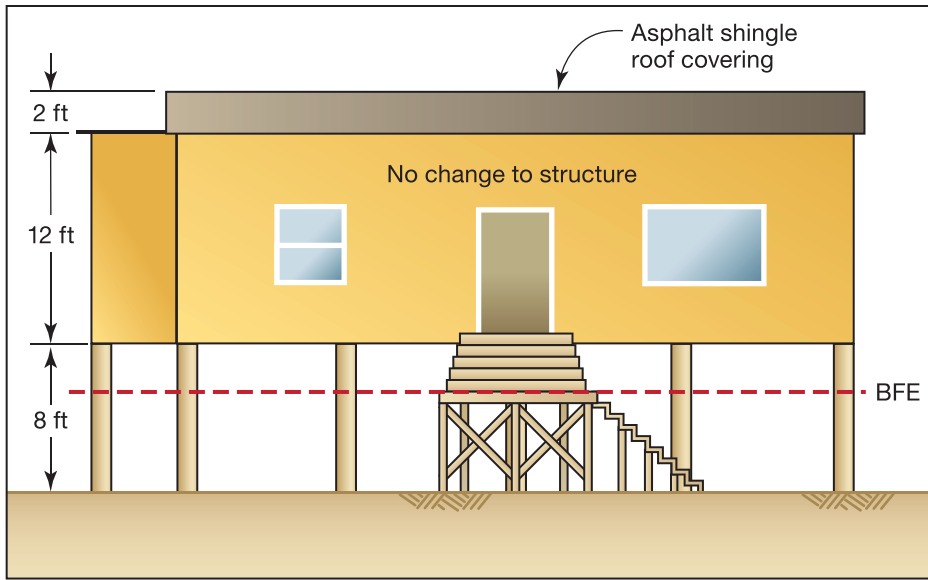 Asphalt shingle
roof covering
2 ft
No change to structure
12 ft
BFE
8 ft